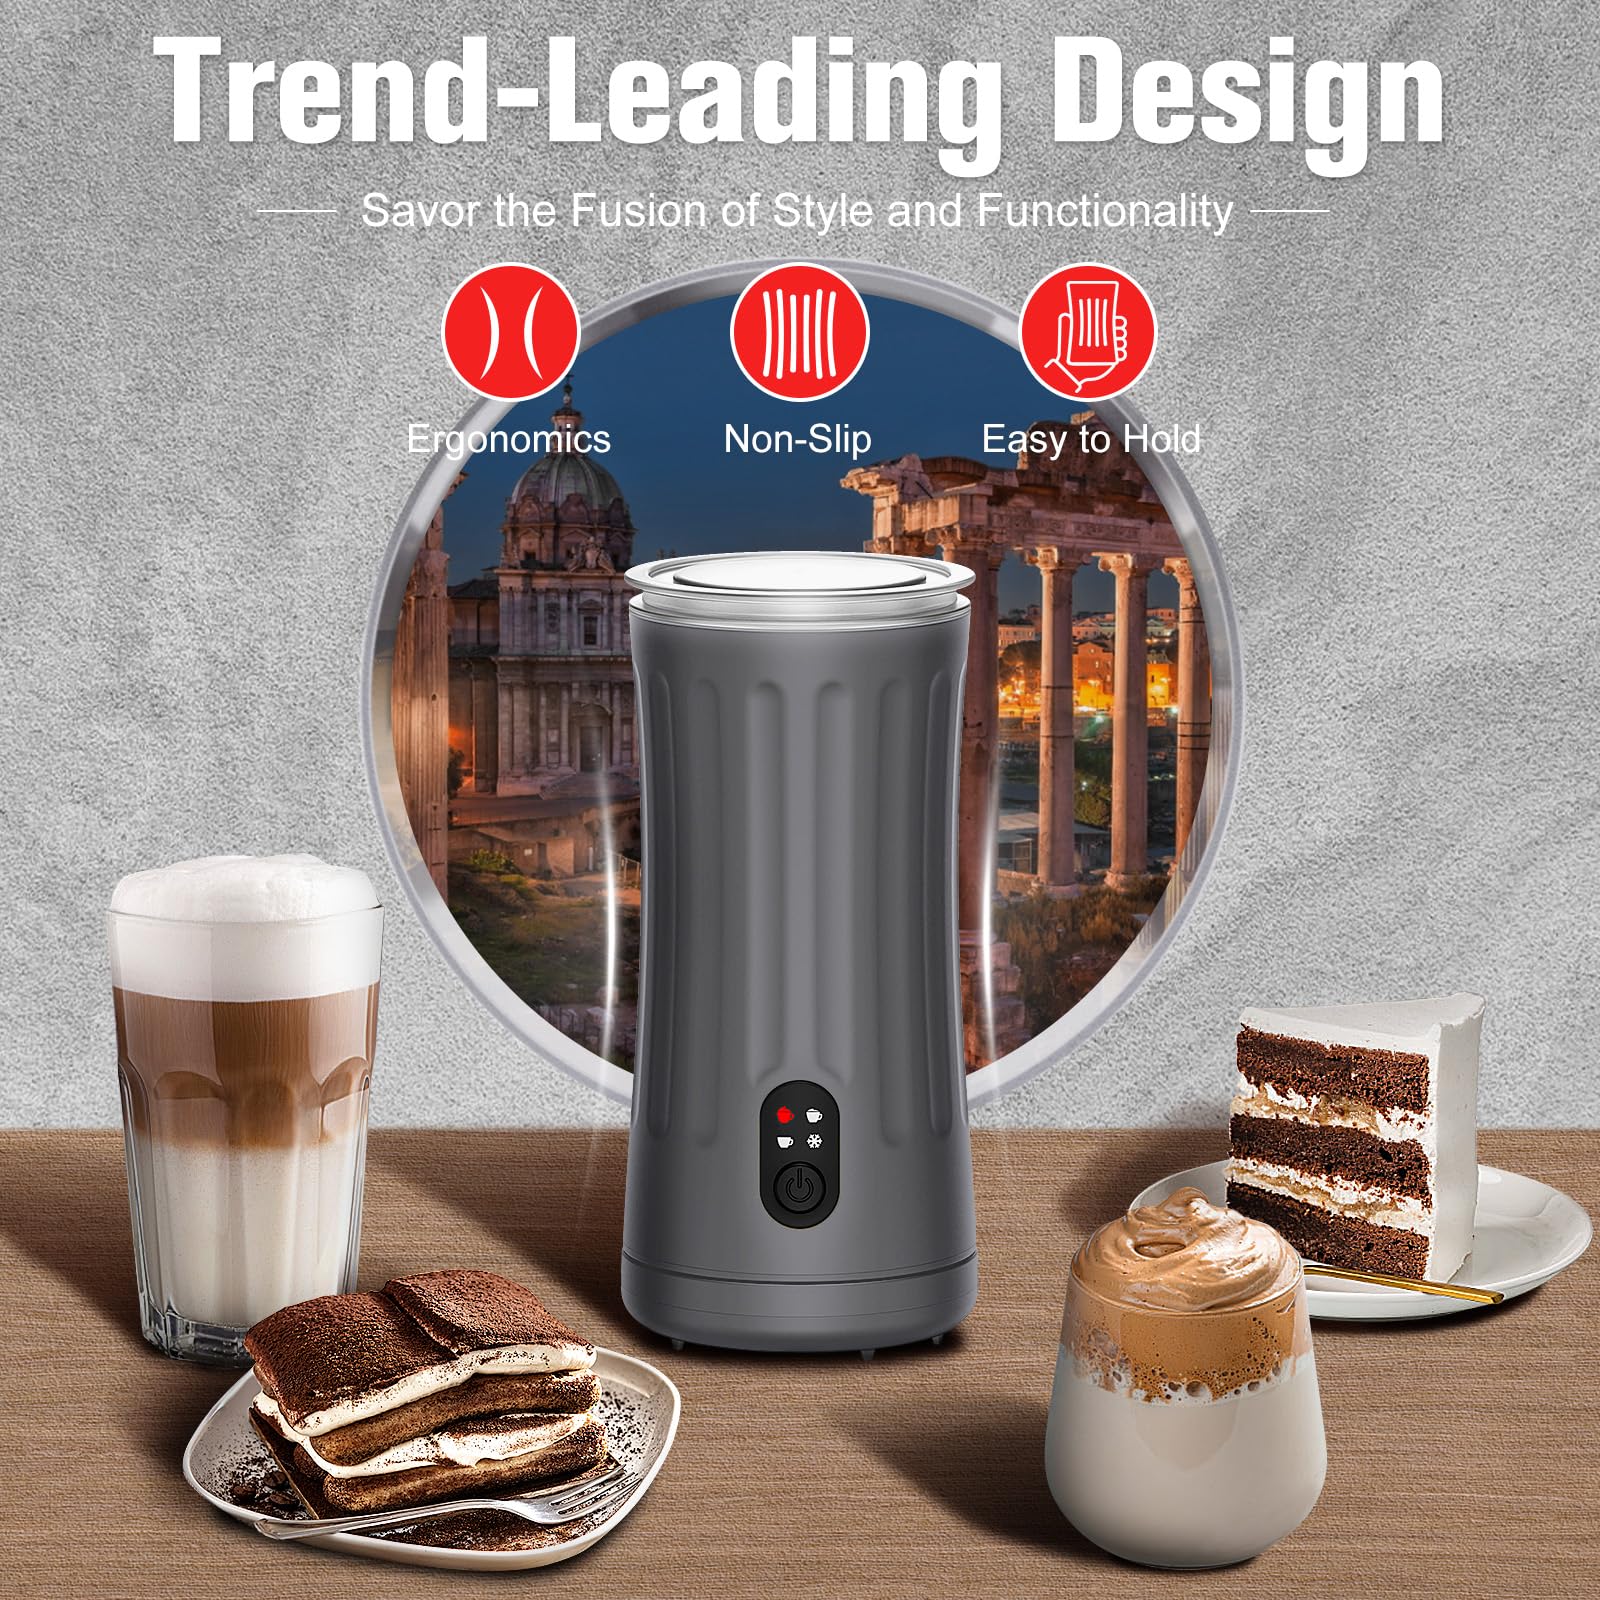 Trend-Leading Design
Savor the Fusion of Style and Functionality
Ergonomics
Non-Slip
Easy to Hold